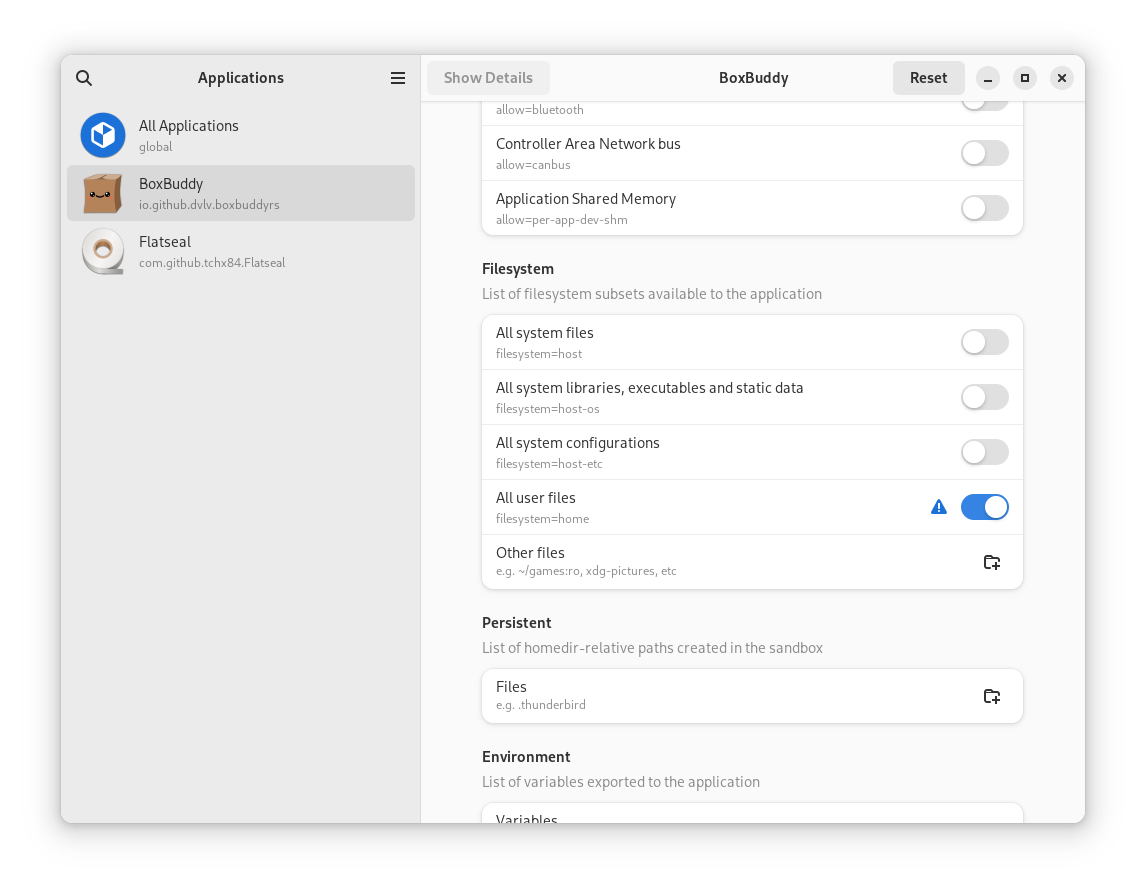 Applications
Show Details
BoxBuddy
Reset
All Applications
global
BoxBuddy
io.github.dvlv.boxbuddyrs
Flatseal
com.github.tchx84.Flatseal
allow=bluetooth
Controller Area Network bus
allow=canbus
Application Shared Memory
allow=per-app-dev-shm
Filesystem
List of filesystem subsets available to the application
All system files
filesystem=host
All system libraries, executables and static data
filesystem=host-os
All system configurations
filesystem=host-etc
All user files
filesystem=home
Other files
e.g. ~/games:ro, xdg-pictures, etc
Persistent
List of homedir-relative paths created in the sandbox
Files
e.g. .thunderbird
Environment
List of variables exported to the application
Variables